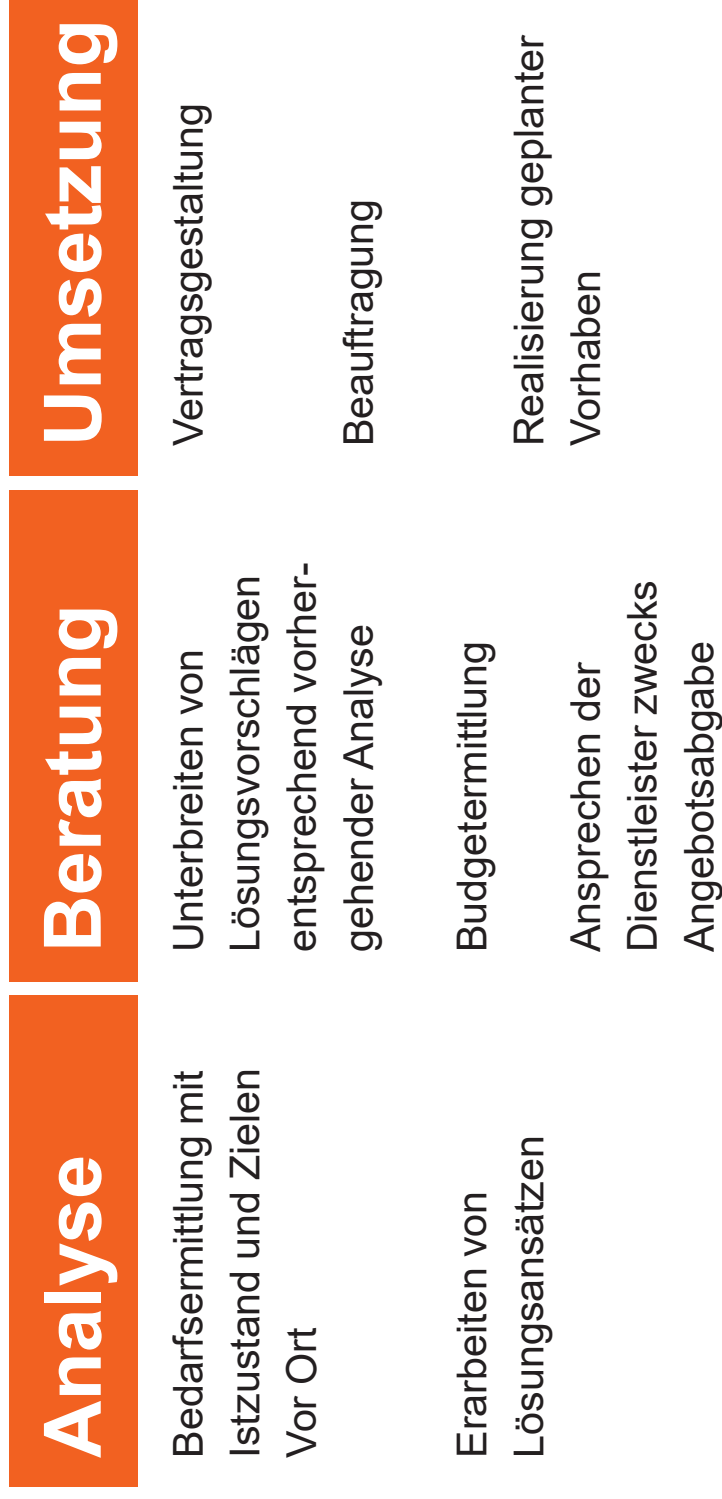 Analyse
Bedarfsermittlung mit
Istzustand und Zielen
Vor Ort
Erarbeiten von
Lösungsansätzen
Beratung
Unterbreiten von
Lösungsvorschlägen
entsprechend vorher-
gehender Analyse
Budgetermittlung
Ansprechen der
Dienstleister zwecks
Angebotsabgabe
Umsetzung
Vertragsgestaltung
Beauftragung
Realisierung geplanter
Vorhaben